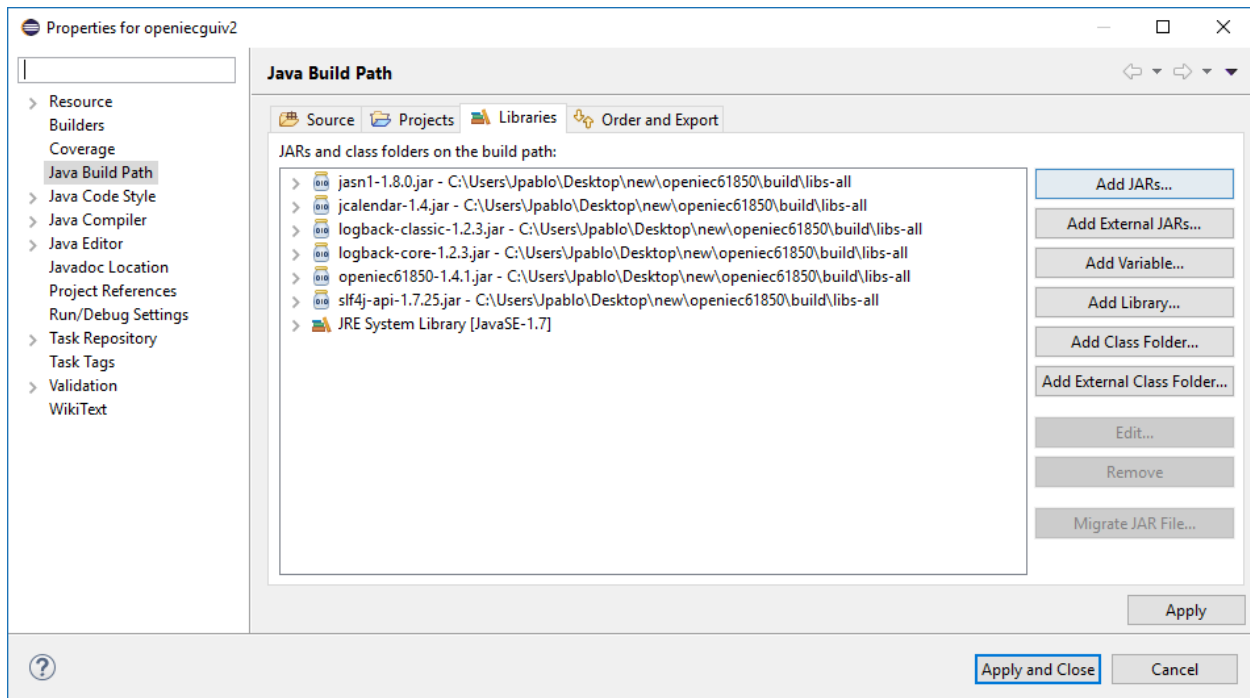 Properties for openiecguiv2
Resource
Builders
Coverage
Java Build Path
Java Code Style
Java Compiler
Java Editor
Javadoc Location
Project References
Run/Debug Settings
Task Repository
Task Tags
Validation
WikiText
Java Build Path
Source Projects Libraries Order and Export
JARs and class folders on the build path:
jasn1-1.8.0.jar - C:\Users\Jpablo\Desktop\new\openiec61850\build\libs-all
jcalendar-1.4.jar - C:\Users\Jpablo\Desktop\new\openiec61850\build\libs-all
logback-classic-1.2.3.jar - C:\Users\Jpablo\Desktop\new\openiec61850\build\libs-all
logback-core-1.2.3.jar - C:\Users\Jpablo\Desktop\new\openiec61850\build\libs-all
openiec61850-1.4.1.jar - C:\Users\Jpablo\Desktop\new\openiec61850\build\libs-all
slf4j-api-1.7.25.jar - C:\Users\Jpablo\Desktop\new\openiec61850\build\libs-all
JRE System Library [JavaSE-1.7]
Add JARs...
Add External JARs...
Add Variable...
Add Library...
Add Class Folder...
Add External Class Folder...
Edit...
Remove
Migrate JAR File...
Apply
Apply and Close Cancel